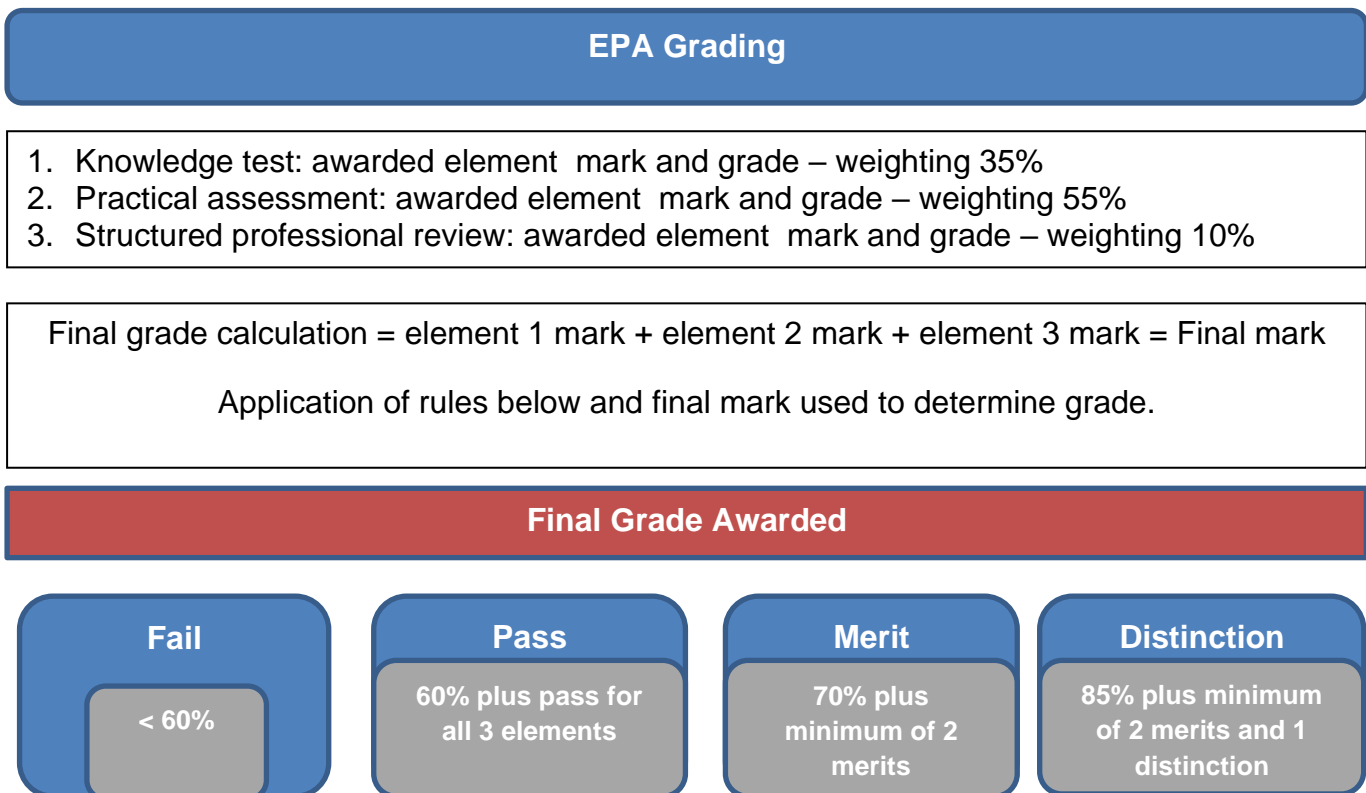 EPA Grading
1. Knowledge test: awarded element  mark and grade – weighting 35%
2. Practical assessment: awarded element  mark and grade – weighting 55%
3. Structured professional review: awarded element  mark and grade – weighting 10%
Final grade calculation = element 1 mark + element 2 mark + element 3 mark = Final mark
Application of rules below and final mark used to determine grade.
Final Grade Awarded
Fail
< 60%
Pass
60% plus pass for
all 3 elements
Merit
70% plus
minimum of 2
merits
Distinction
85% plus minimum
of 2 merits and 1
distinction